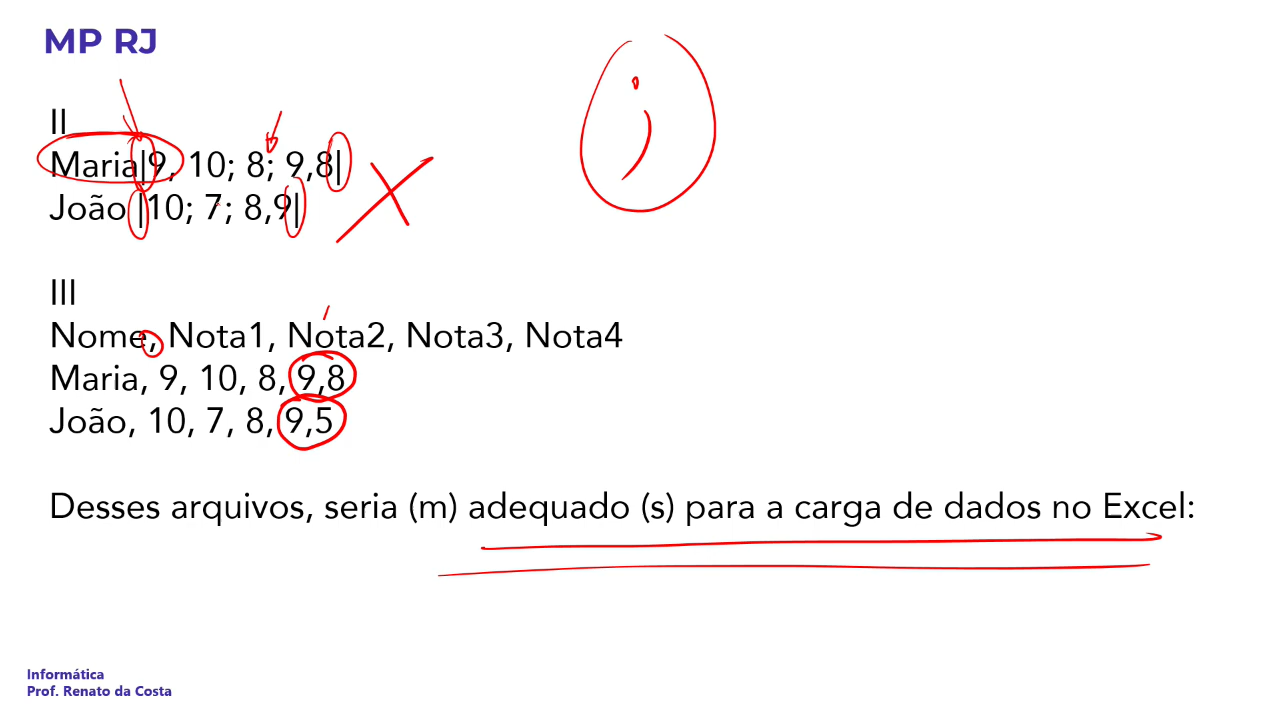 MP RJ
;
II
Maria|9, 10; 8; 9,8|
João |10; 7; 8,9|
III
Nome, Nota1, Nota2, Nota3, Nota4
Maria, 9, 10, 8, 9,8
João, 10, 7, 8, 9,5
Desses arquivos, seria (m) adequado (s) para a carga de dados no Excel:
Informática
Prof. Renato da Costa